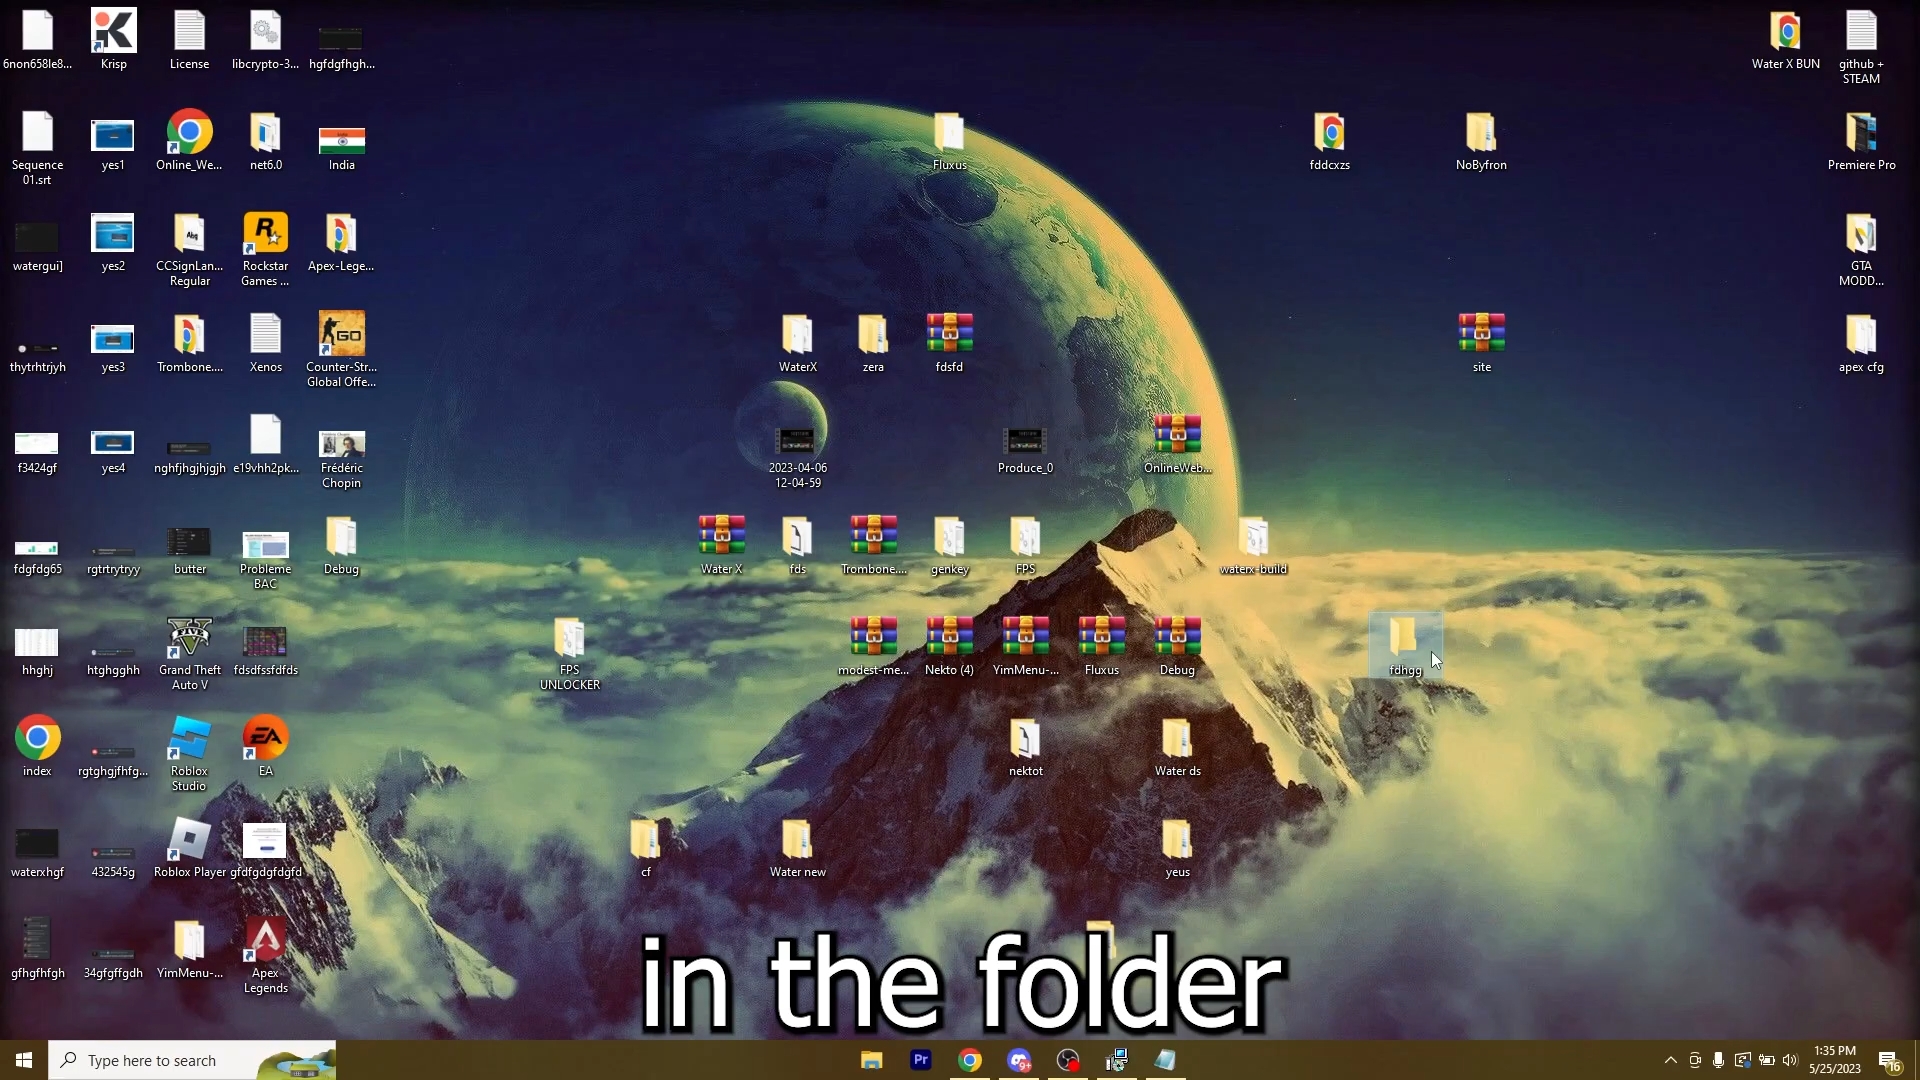 6non658le8...
Krisp
License
libcrypto-3...
hgfdgfhgh...
Water X BUN
github +
STEAM
Sequence
01.srt
yes1
Online_We...
net6.0
India
Fluxus
fddcxzs
NoByfron
Premiere Pro
watergui]
yes2
CCSignLan...
Regular
Rockstar
Games ...
Apex-Lege...
GTA
MODD...
thytrhtrjyh
yes3
Trombone....
Xenos
Counter-Str...
Global Offe...
WaterX
zera
fdsfd
site
apex cfg
f3424gf
yes4
nghfjhgjhjgjh
e19vhh2pk...
Frédéric
Chopin
2023-04-06
12-04-59
Produce_0
OnlineWeb...
fdgfdg65
rgtrtrytryy
butter
Probleme
BAC
Debug
Water X
fds
Trombone....
genkey
FPS
waterx-build
hhghj
htghgghh
Grand Theft
Auto V
fdsdfssfdfds
FPS
UNLOCKER
modest-me...
Nekto (4)
YimMenu-...
Fluxus
Debug
fdhgg
index
rgtghgjfhfg...
Roblox
Studio
EA
nektot
Water ds
waterxhgf
432545g
Roblox Player
gfdfgdgfdgfd
cf
Water new
yeus
gfhgfhfgh
34gfgffgdh
YimMenu-...
Apex
Legends
in the folder
Type here to search
Pr
9+
1:35 PM
5/25/2023
16